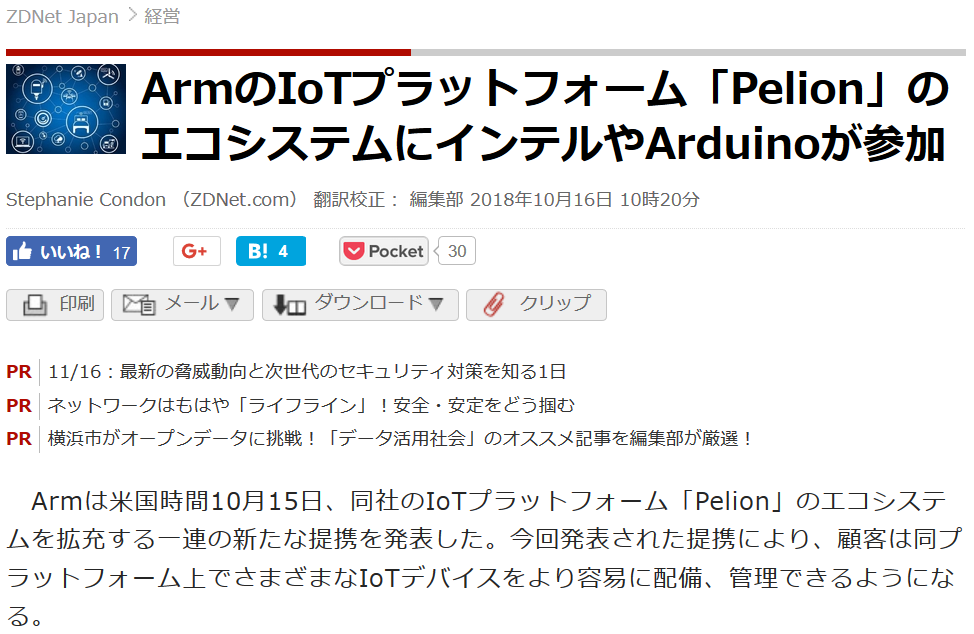 ZDNet Japan > 経営
ArmのIoTプラットフォーム「Pelion」の
エコシステムにインテルやArduinoが参加
Stephanie Condon （ZDNet.com） 翻訳校正： 編集部 2018年10月16日 10時20分
いいね！ 17 G+ B! 4 Pocket 30
印刷 メール▼ ダウンロード▼ クリップ
PR 11/16：最新の脅威動向と次世代のセキュリティ対策を知る1日
PR ネットワークはもはや「ライフライン」！安全・安定をどう掴む
PR 横浜市がオープンデータに挑戦！「データ活用社会」のオススメ記事を編集部が厳選！
Armは米国時間10月15日、同社のIoTプラットフォーム「Pelion」のエコシステ
ムを拡充する一連の新たな提携を発表した。今回発表された提携により、顧客は同プ
ラットフォーム上でさまざまなIoTデバイスをより容易に配備、管理できるようにな
る。